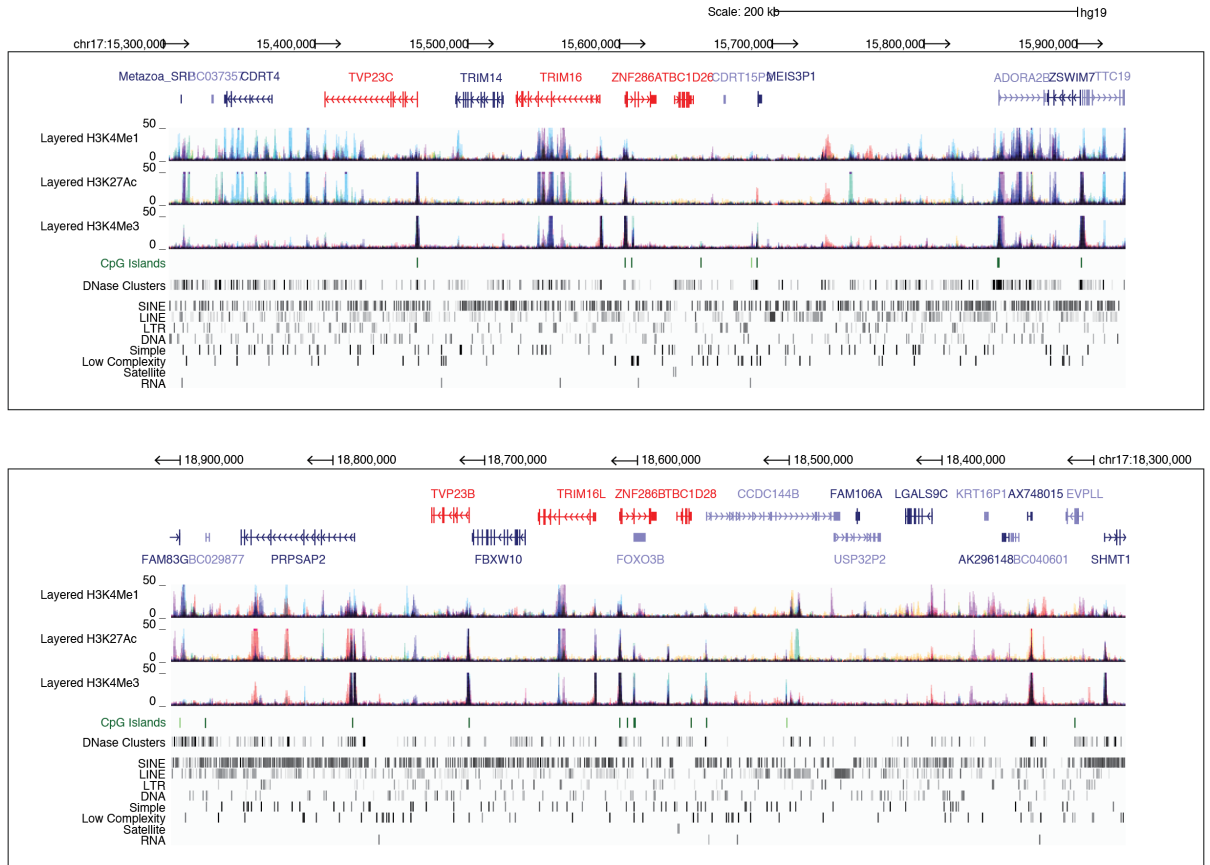 Scale: 200 kb hg19
chr17:15,300,000 15,400,000 15,500,000 15,600,000 15,700,000 15,800,000 15,900,000
Metazoa_SRP BC037357 CDRT4 TVP23C TRIM14 TRIM16 ZNF286A TBC1D26 CDRT15P2 MEIS3P1 ADORA2B ZSWIM7 TTC19
50
Layered H3K4Me1
0
50
Layered H3K27Ac
0
50
Layered H3K4Me3
0
CpG Islands
DNase Clusters
SINE
LINE
LTR
DNA
Simple
Low Complexity
Satellite
RNA
18,900,000 18,800,000 18,700,000 18,600,000 18,500,000 18,400,000 chr17:18,300,000
TVP23B TRIM16L ZNF286B TBC1D28 CCDC144B FAM106A LGALS9C KRT16P1 AX748015 EVPLL
FAM83G BC029877 PRPSAP2 FBXW10 FOXO3B USP32P2 AK296148 BC040601 SHMT1
50
Layered H3K4Me1
0
50
Layered H3K27Ac
0
50
Layered H3K4Me3
0
CpG Islands
DNase Clusters
SINE
LINE
LTR
DNA
Simple
Low Complexity
Satellite
RNA